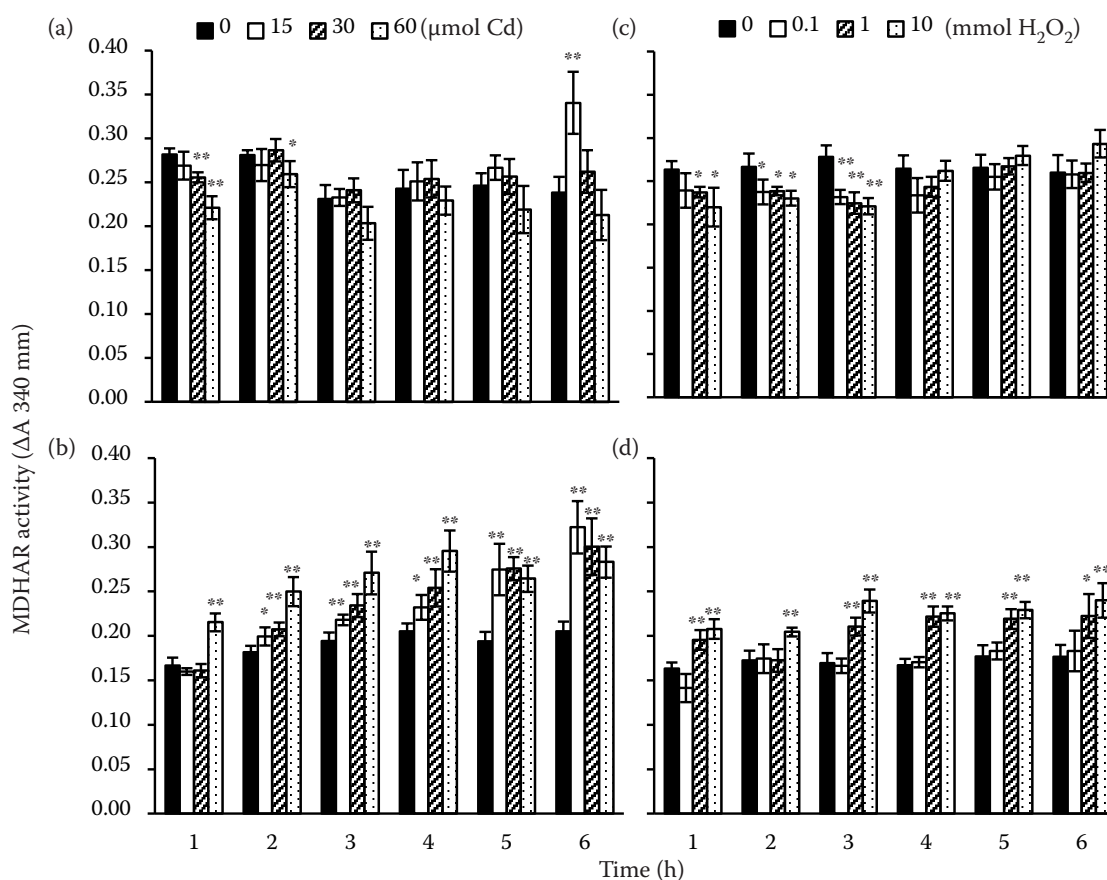 (a)
0 15 30 60 (µmol Cd)
(c)
0 0.1 1 10 (mmol H₂O₂)
0.40
0.35
0.30
0.25
0.20
0.15
0.10
0.05
0.00
** ** * **
* * * * * ** ** **
MDHAR activity (ΔA 340 mm)
(b)
(d)
0.40
0.35
0.30
0.25
0.20
0.15
0.10
0.05
0.00
** * ** ** ** ** ** * ** ** ** ** ** ** ** **
** ** ** ** ** ** ** ** ** * **
1 2 3 4 5 6
1 2 3 4 5 6
Time (h)